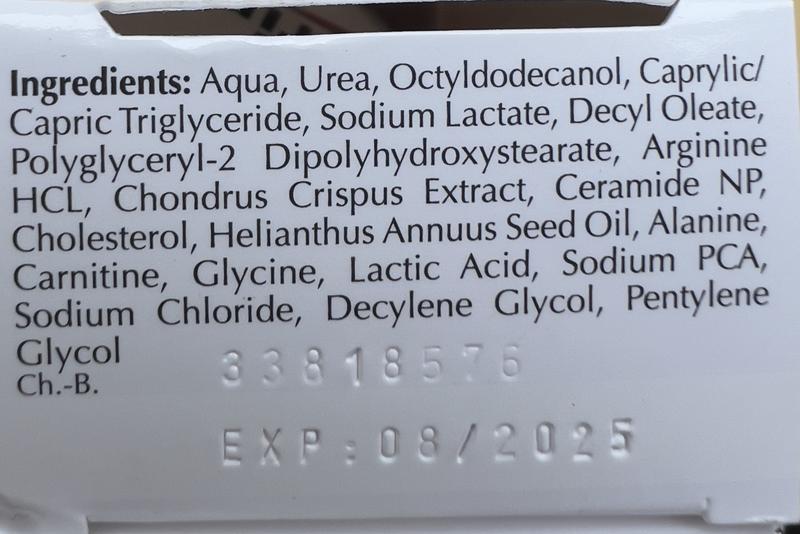 Ingredients: Aqua, Urea, Octyldodecanol, Caprylic/
Capric Triglyceride, Sodium Lactate, Decyl Oleate,
Polyglyceryl-2 Dipolyhydroxystearate, Arginine
HCL, Chondrus Crispus Extract, Ceramide NP,
Cholesterol, Helianthus Annuus Seed Oil, Alanine,
Carnitine, Glycine, Lactic Acid, Sodium PCA,
Sodium Chloride, Decylene Glycol, Pentylene
Glycol
Ch.-B.
33818576
EXP:08/2025